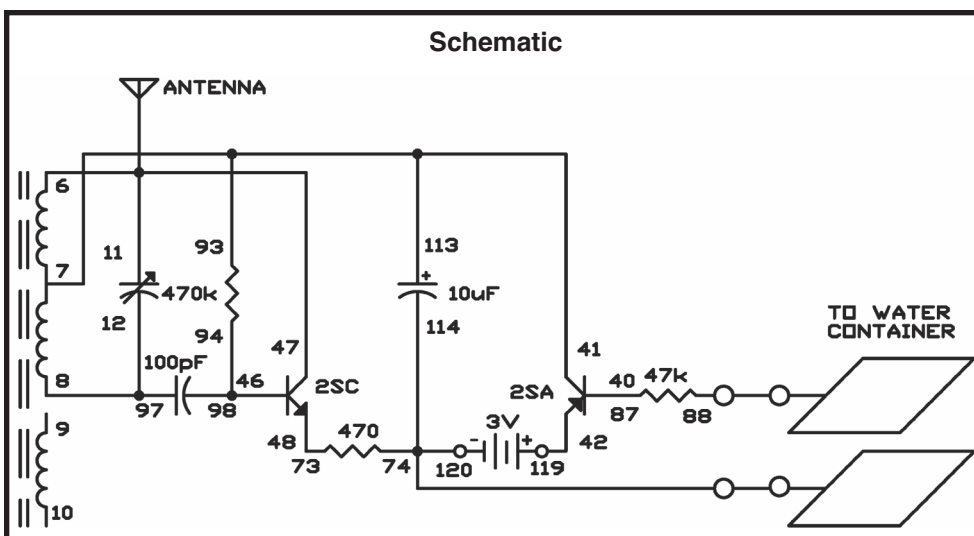 Schematic
ANTENNA
6
11
93
113
7
470k
10uF
12
94
114
TO WATER
CONTAINER
100pF
47
41
8
46
2SC
2SA
40
47k
97
98
87
88
9
48
470
3V
42
73
74
-
+
120
119
10
+